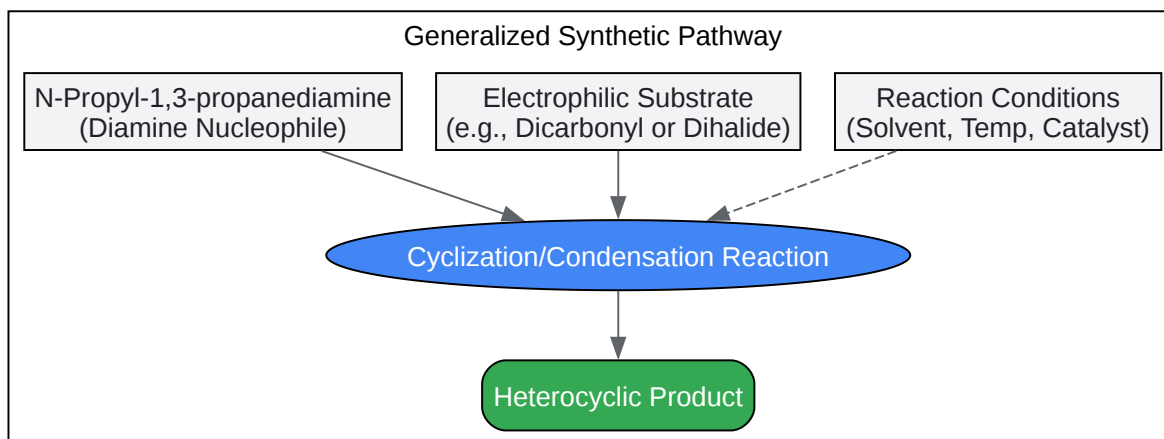 Generalized Synthetic Pathway
N-Propyl-1,3-propanediamine
(Diamine Nucleophile)
Electrophilic Substrate
(e.g., Dicarbonyl or Dihalide)
Reaction Conditions
(Solvent, Temp, Catalyst)
Cyclization/Condensation Reaction
Heterocyclic Product